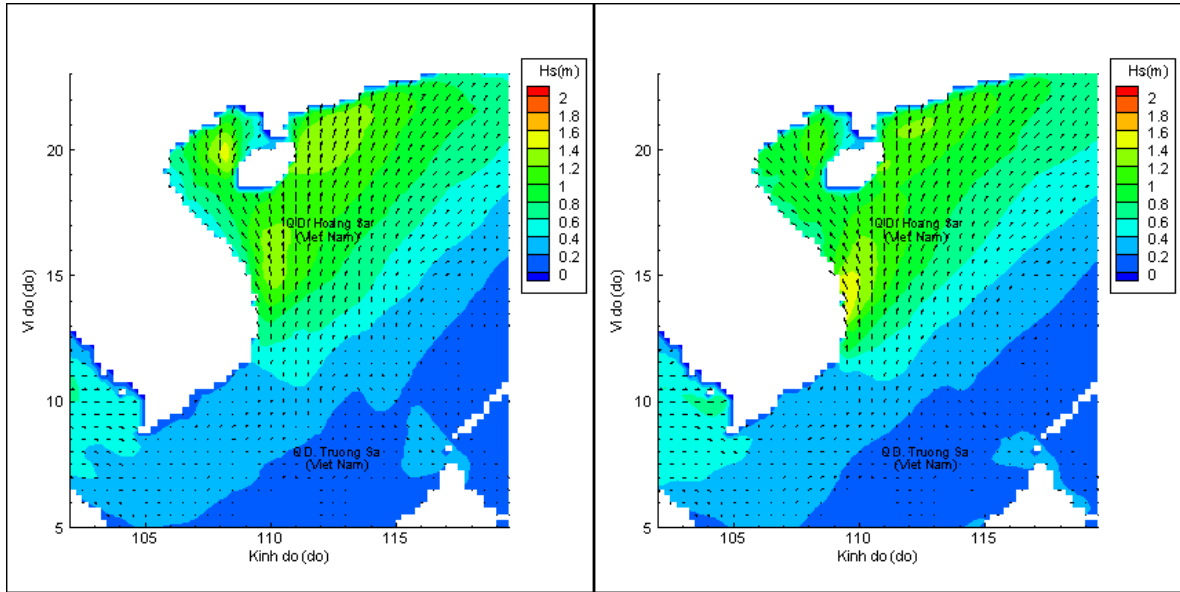 Hs(m)
2
1.8
1.6
1.4
1.2
1
0.8
0.6
0.4
0.2
0
20
15
10
5
Vi do (do)
105
110
115
Kinh do (do)
Q.D. Hoang Sa
(Viet Nam)
Q.D. Truong Sa
(Viet Nam)
Hs(m)
2
1.8
1.6
1.4
1.2
1
0.8
0.6
0.4
0.2
0
20
15
10
5
Vi do (do)
105
110
115
Kinh do (do)
Q.D. Hoang Sa
(Viet Nam)
Q.D. Truong Sa
(Viet Nam)